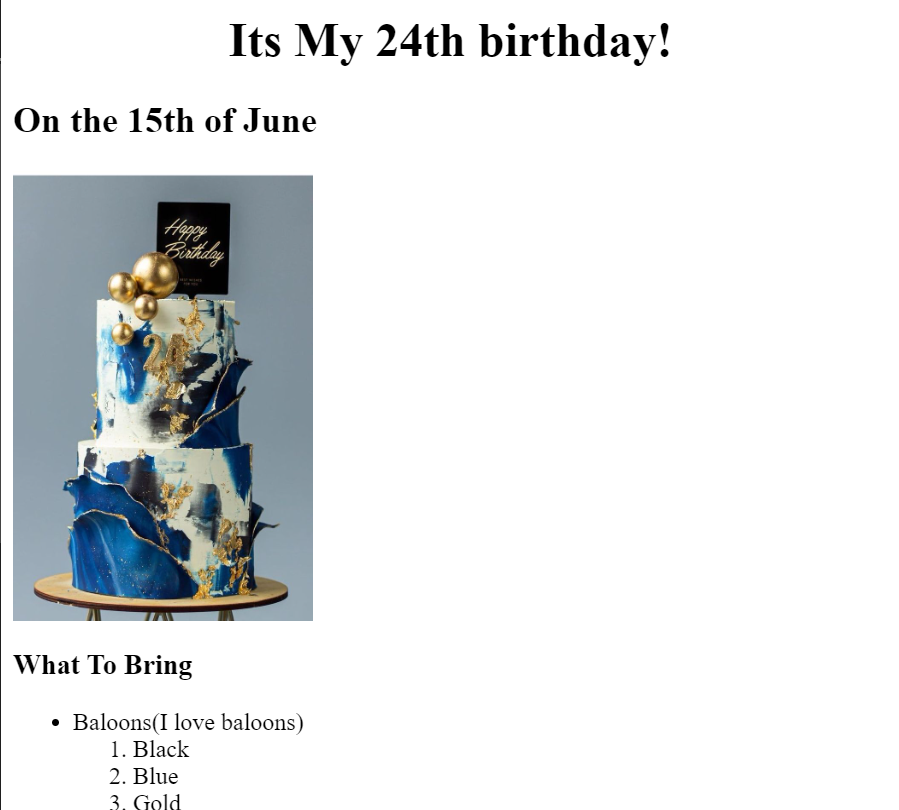 Its My 24th birthday!
On the 15th of June
Happy
Birthday
24
What To Bring
Baloons(I love baloons)
1. Black
2. Blue
3. Gold